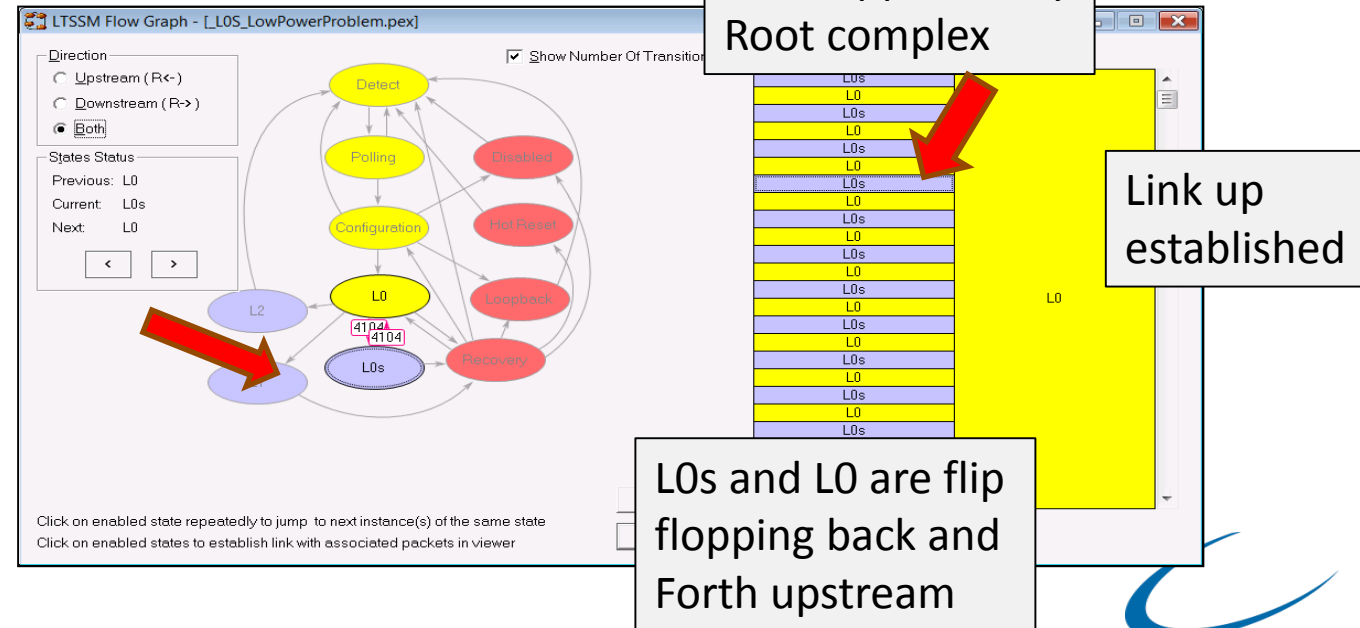 LTSSM Flow Graph - [_L0S_LowPowerProblem.pex]
Root complex
Direction
Upstream ( R<- )
Downstream ( R-> )
Both
Show Number Of Transition
States Status
Previous: L0
Current: L0s
Next: L0
< >
Detect
Polling
Disabled
Configuration
Hot Reset
L0
Loopback
L2
4104
4104
L0s
Recovery
L0s
L0
L0s
L0
L0s
L0
L0s
L0
L0s
L0
L0s
L0
L0s
L0
L0s
L0
L0s
L0
L0s
L0
L0s
L0
Link up
established
L0s and L0 are flip
flopping back and
Forth upstream
Click on enabled state repeatedly to jump to next instance(s) of the same state
Click on enabled states to establish link with associated packets in viewer